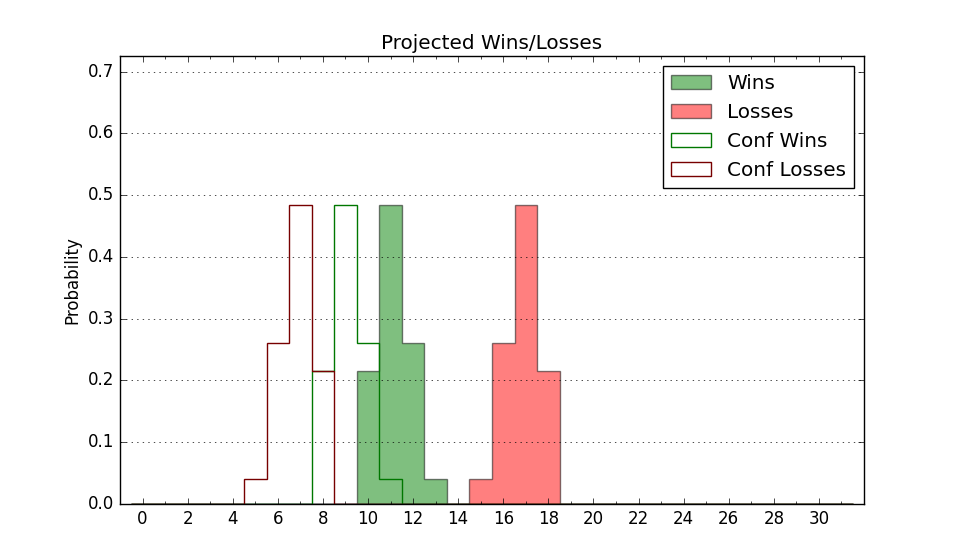 Projected Wins/Losses
0.7
0.6
0.5
0.4
0.3
0.2
0.1
0.0
Probability
Wins
Losses
Conf Wins
Conf Losses
0 2 4 6 8 10 12 14 16 18 20 22 24 26 28 30